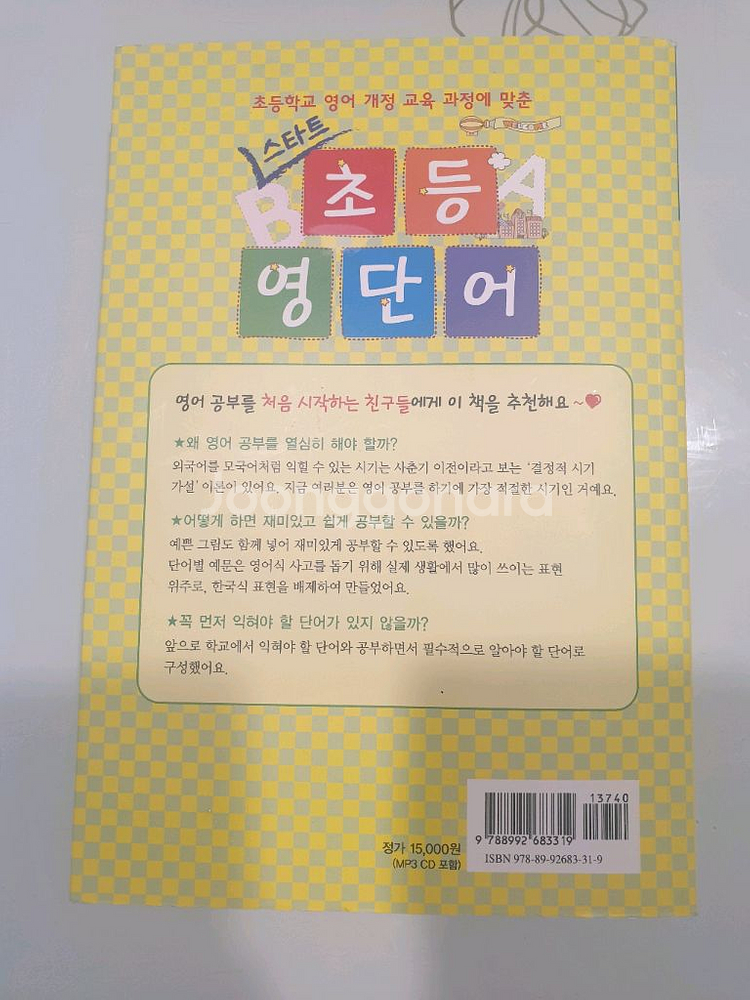 초등학교 영어 개정 교육 과정에 맞춘
WELCOME
스타트
B 초등 A
영단어
영어 공부를 처음 시작하는 친구들에게 이 책을 추천해요~♥
★왜 영어 공부를 열심히 해야 할까?
외국어를 모국어처럼 익힐 수 있는 시기는 사춘기 이전이라고 보는 '결정적 시기
가설' 이론이 있어요. 지금 여러분은 영어 공부를 하기에 가장 적절한 시기인 거예요.
joonggonara
★어떻게 하면 재미있고 쉽게 공부할 수 있을까?
예쁜 그림도 함께 넣어 재미있게 공부할 수 있도록 했어요.
단어별 예문은 영어식 사고를 돕기 위해 실제 생활에서 많이 쓰이는 표현
위주로, 한국식 표현을 배제하여 만들었어요.
★꼭 먼저 익혀야 할 단어가 있지 않을까?
앞으로 학교에서 익혀야 할 단어와 공부하면서 필수적으로 알아야 할 단어로
구성했어요.
13740
9 788992 683319
ISBN 978-89-92683-31-9
정가 15,000원
(MP3 CD 포함)